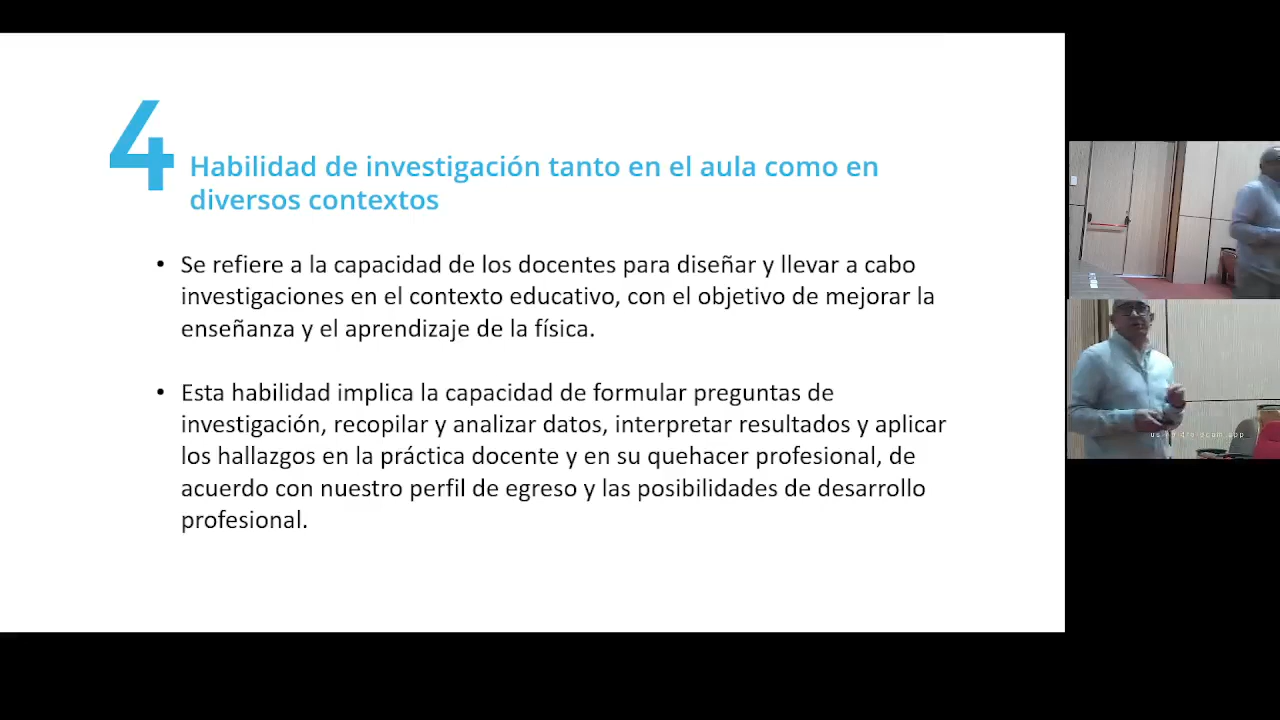 4
Habilidad de investigación tanto en el aula como en
diversos contextos
• Se refiere a la capacidad de los docentes para diseñar y llevar a cabo
investigaciones en el contexto educativo, con el objetivo de mejorar la
enseñanza y el aprendizaje de la física.
• Esta habilidad implica la capacidad de formular preguntas de
investigación, recopilar y analizar datos, interpretar resultados y aplicar
los hallazgos en la práctica docente y en su quehacer profesional, de
acuerdo con nuestro perfil de egreso y las posibilidades de desarrollo
profesional.